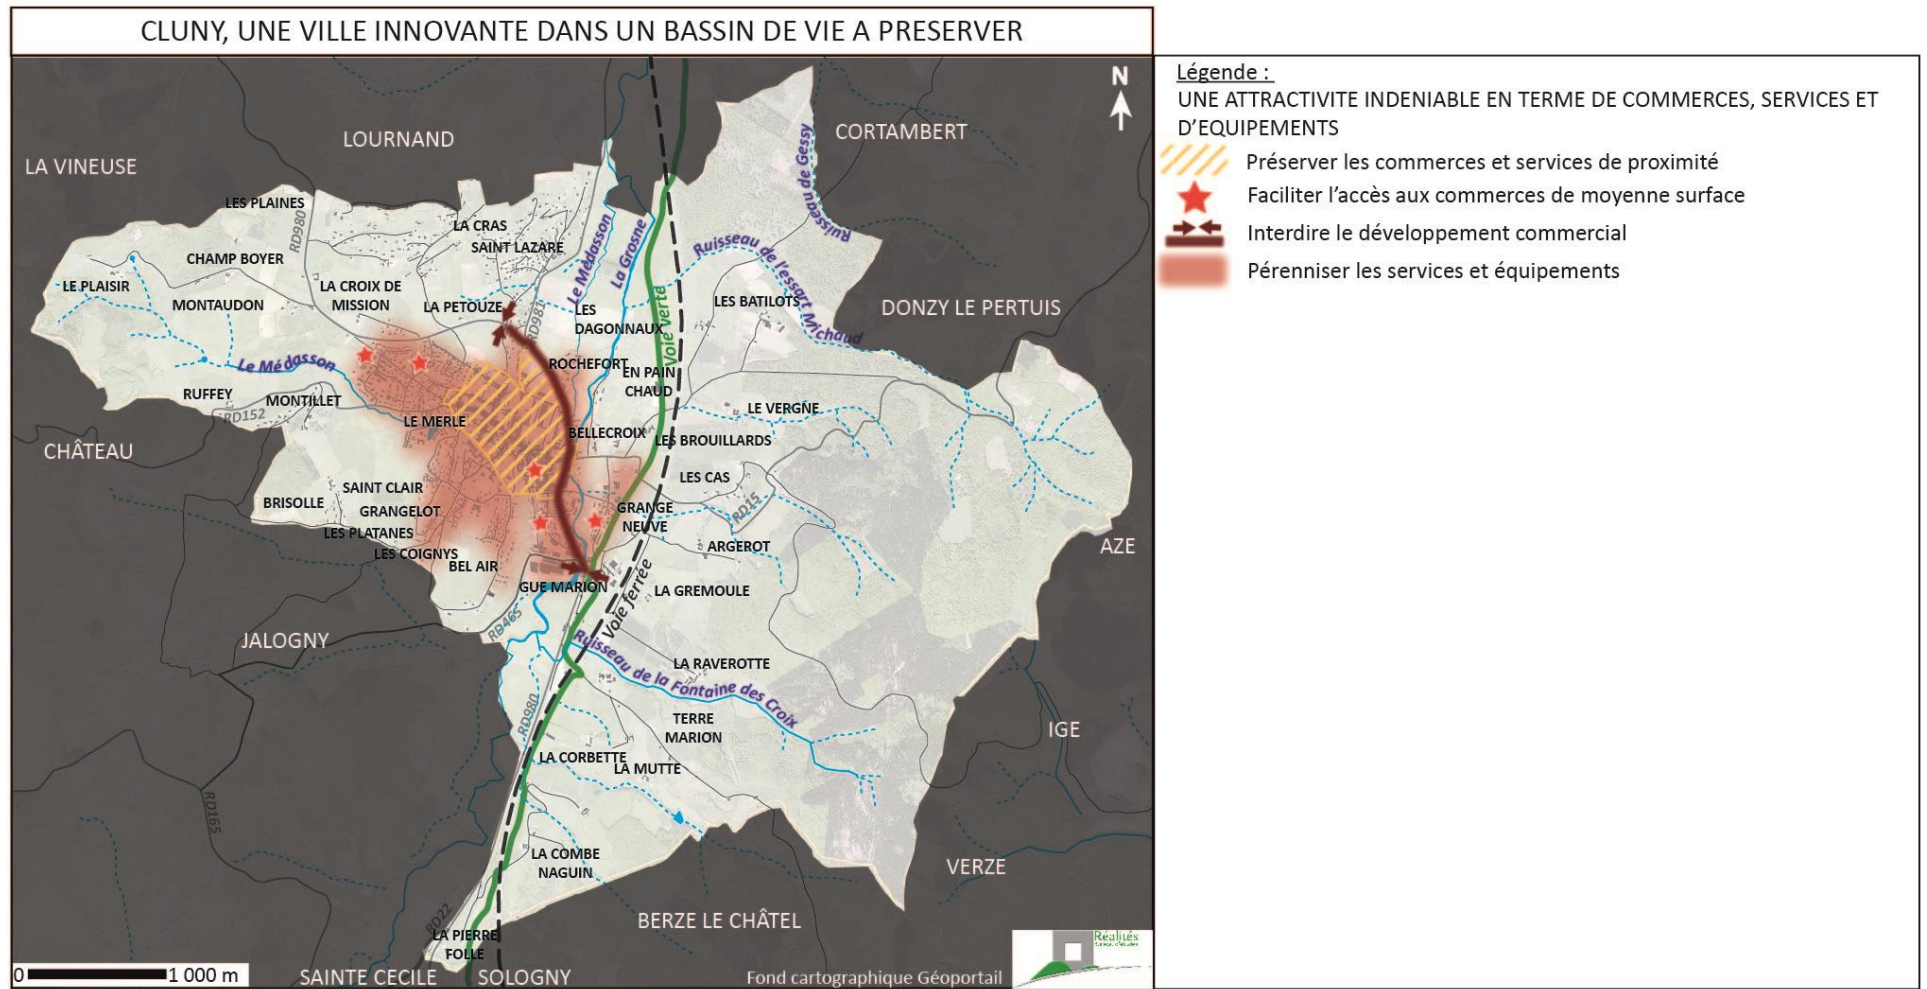 CLUNY, UNE VILLE INNOVANTE DANS UN BASSIN DE VIE A PRESERVER
Légende :
UNE ATTRACTIVITE INDENIABLE EN TERME DE COMMERCES, SERVICES ET
D'EQUIPEMENTS
Préserver les commerces et services de proximité
Faciliter l'accès aux commerces de moyenne surface
Interdire le développement commercial
Pérenniser les services et équipements
N
LOURNAND
CORTAMBERT
LA VINEUSE
Ruisseau de Gessy
LES PLAINES
RD980
LA CRAS
SAINT LAZARE
Le Médasson
La Grosne
Ruisseau de l'essart Michaud
CHAMP BOYER
LE PLAISIR
MONTAUDON
LA CROIX DE
MISSION
LA PETOUZE
RD981
LES
DAGONNAUX
Voie verte
LES BATILOTS
DONZY LE PERTUIS
Le Médasson
ROCHEFORT
EN PAIN
CHAUD
RUFFEY
MONTILLET
RD152
LE MERLE
LE VERGNE
BELLECROIX
LES BROUILLARDS
CHÂTEAU
LES CAS
SAINT CLAIR
BRISOLLE
GRANGELOT
LES PLATANES
GRANGE
NEUVE
RD15
LES COIGNYS
BEL AIR
ARGEROT
AZE
GUE MARION
LA GREMOULE
Voie ferrée
RD465
JALOGNY
Ruisseau de la Fontaine des Croix
LA RAVEROTTE
RD980
TERRE
MARION
IGE
LA CORBETTE
LA MUTTE
RD165
LA COMBE
NAGUIN
VERZE
RD22
BERZE LE CHÂTEL
LA PIERRE
FOLLE
Réalités
0
1 000 m
SAINTE CECILE
SOLOGNY
Fond cartographique Géoportail